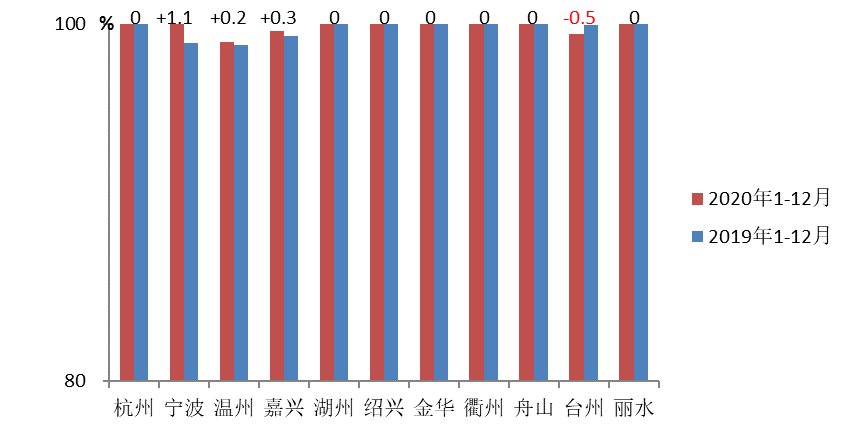 100 % 0 +1.1 +0.2 +0.3 0 0 0 0 0 -0.5 0
2020年1-12月
2019年1-12月
80
杭州 宁波 温州 嘉兴 湖州 绍兴 金华 衢州 舟山 台州 丽水